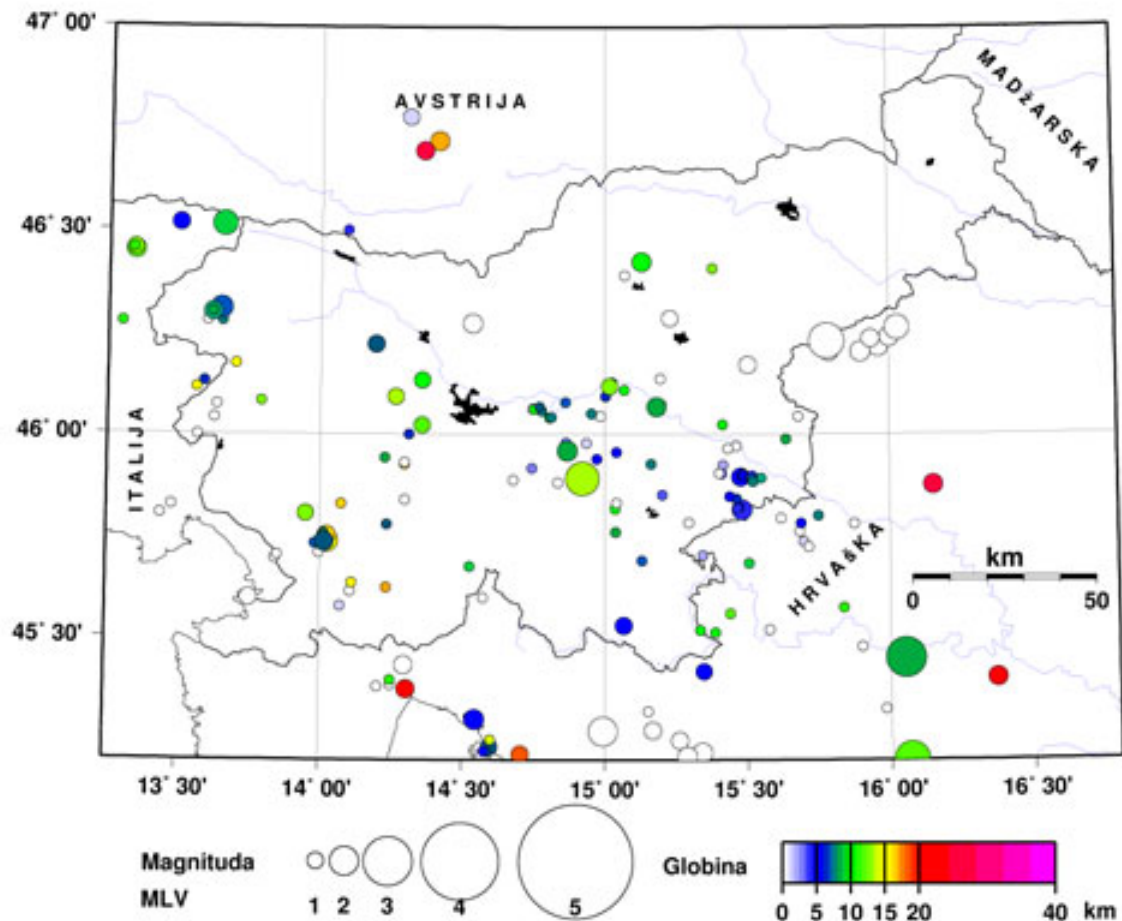 47° 00'
AVSTRIJA
MADžARSKA
46° 30'
ITALIJA
46° 00'
HRVAšKA
km
0 50
45° 30'
13° 30' 14° 00' 14° 30' 15° 00' 15° 30' 16° 00' 16° 30'
Magnituda
MLV
1 2 3 4 5
Globina
0 5 10 15 20 40 km